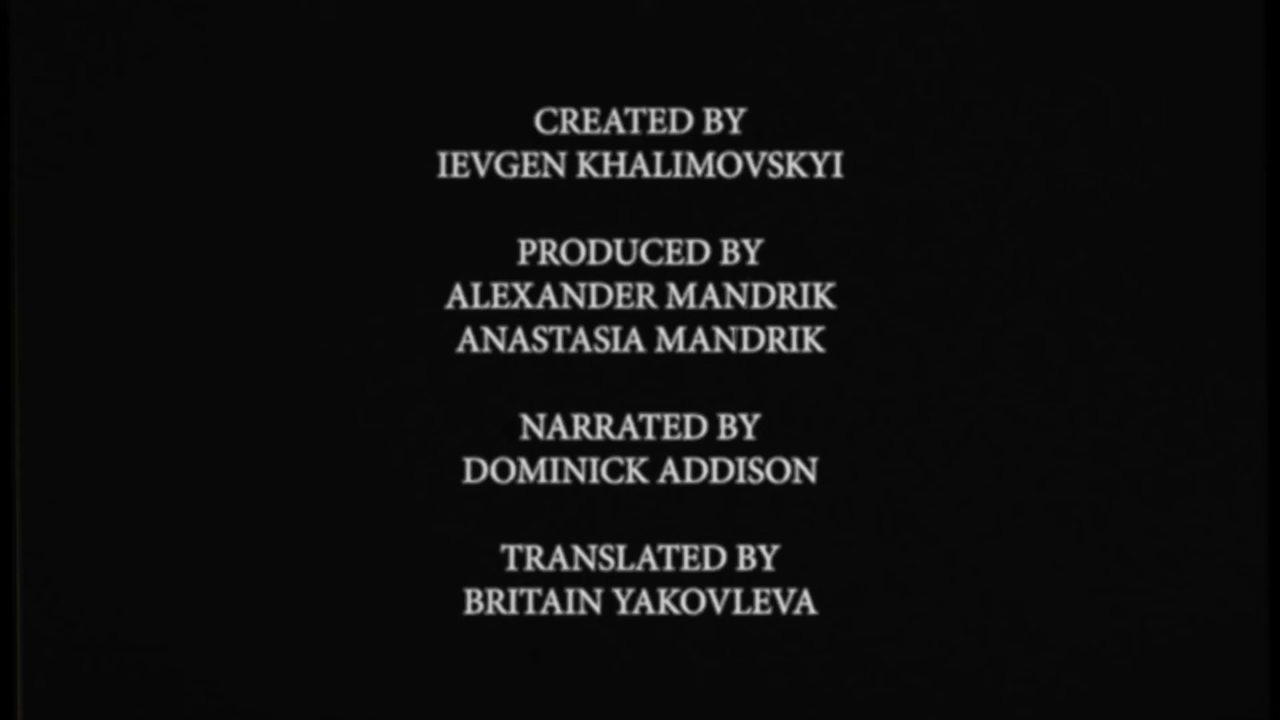 CREATED BY
IEVGEN KHALIMOVSKYI
PRODUCED BY
ALEXANDER MANDRIK
ANASTASIA MANDRIK
NARRATED BY
DOMINICK ADDISON
TRANSLATED BY
BRITAIN YAKOVLEVA